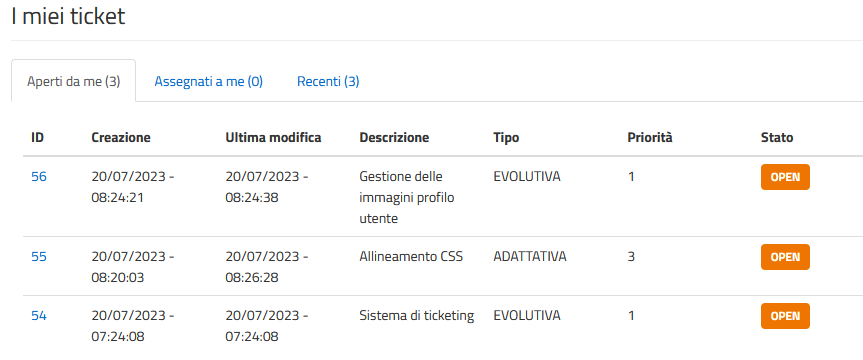 I miei ticket
Aperti da me (3) Assegnati a me (0) Recenti (3)
ID Creazione Ultima modifica Descrizione Tipo Priorità Stato
56 20/07/2023 - 20/07/2023 - Gestione delle EVOLUTIVA 1 OPEN
08:24:21 08:24:38 immagini profilo
utente
55 20/07/2023 - 20/07/2023 - Allineamento CSS ADATTATIVA 3 OPEN
08:20:03 08:26:28
54 20/07/2023 - 20/07/2023 - Sistema di ticketing EVOLUTIVA 1 OPEN
07:24:08 07:24:08